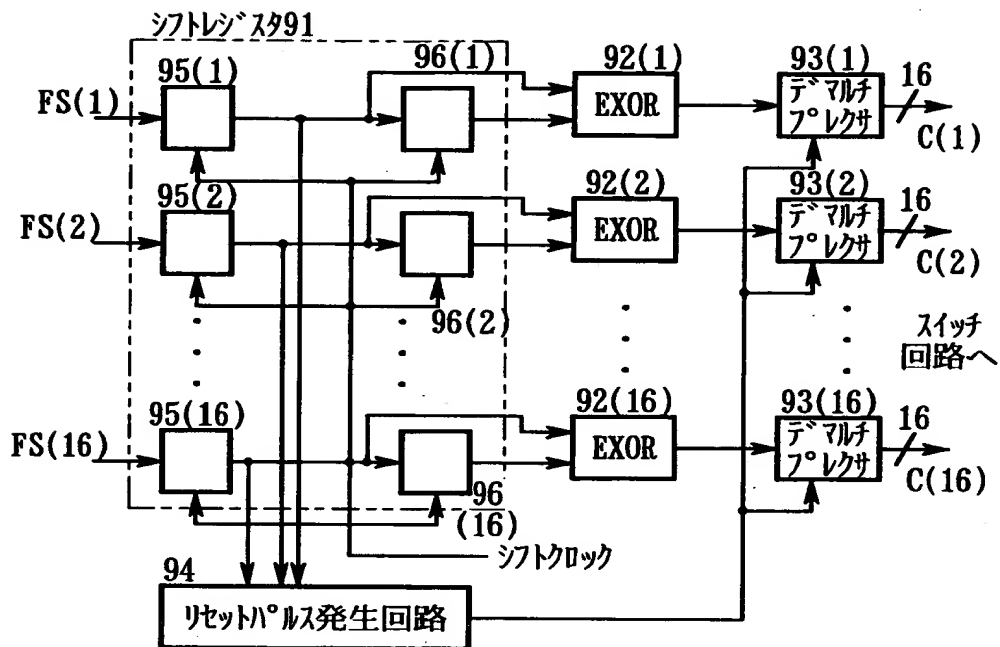 シフトレジスタ91
95(1)
96(1)
92(1)
93(1)
FS(1)
EXOR
デマルチ
プレクサ
16
C(1)
95(2)
92(2)
93(2)
FS(2)
EXOR
デマルチ
プレクサ
16
C(2)
96(2)
スイッチ
回路へ
95(16)
92(16)
93(16)
FS(16)
EXOR
デマルチ
プレクサ
16
C(16)
96
(16)
シフトクロック
94
リセットパルス発生回路